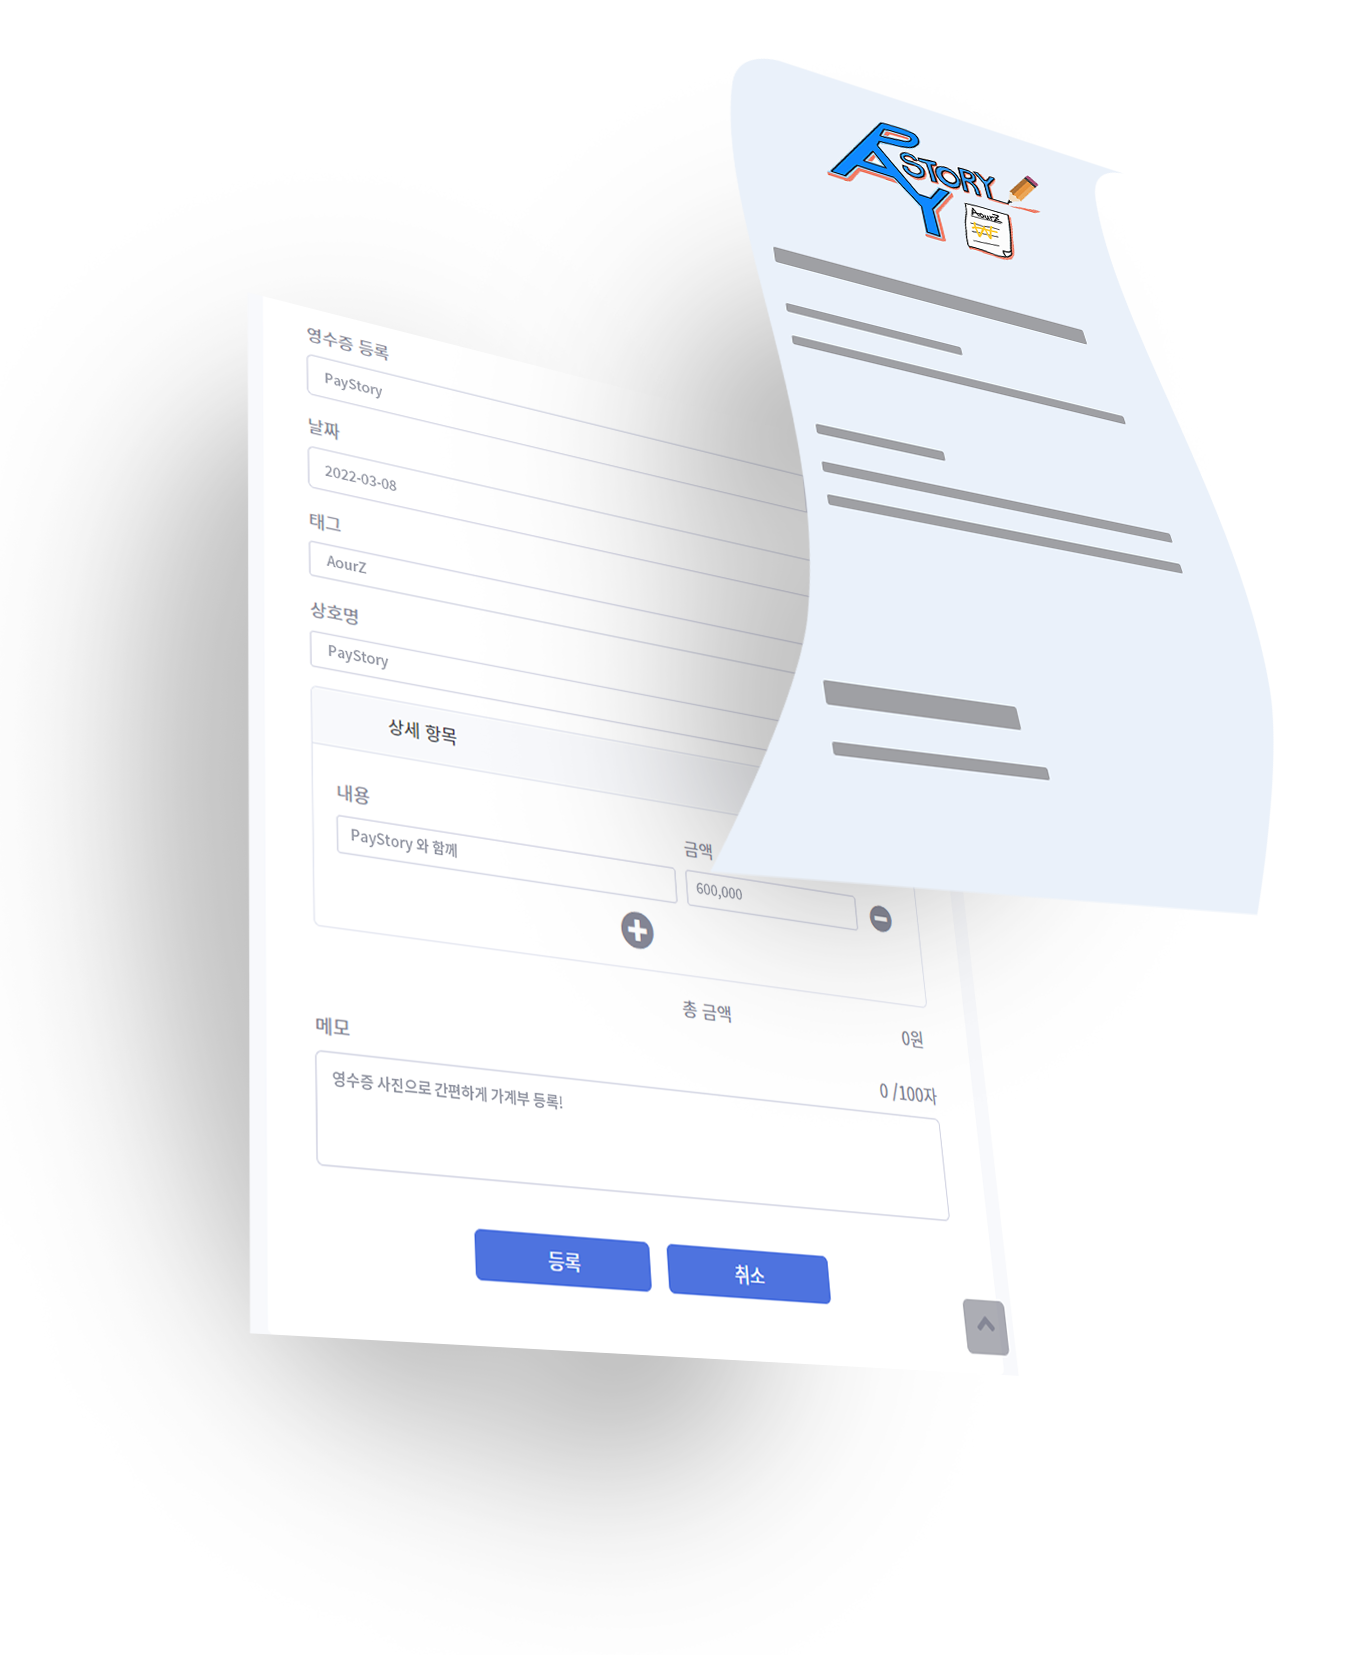 PAY STORY
AourZ
영수증 등록
PayStory
날짜
2022-03-08
태그
AourZ
상호명
PayStory
상세 항목
내용
금액
PayStory 와 함께
600,000
총 금액
0원
메모
0 /100자
영수증 사진으로 간편하게 가계부 등록!
등록
취소